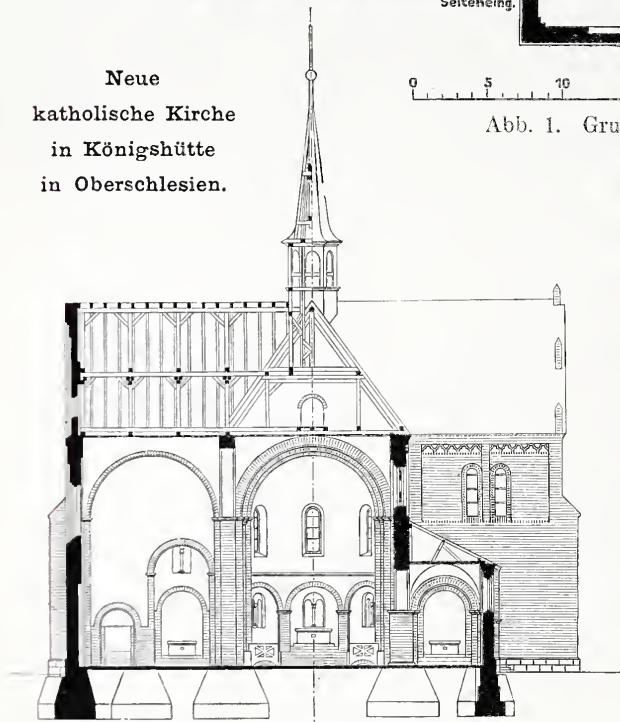 Seiteneing.
0 5 10
Abb. 1. Gru
Neue
katholische Kirche
in Königshütte
in Oberschlesien.